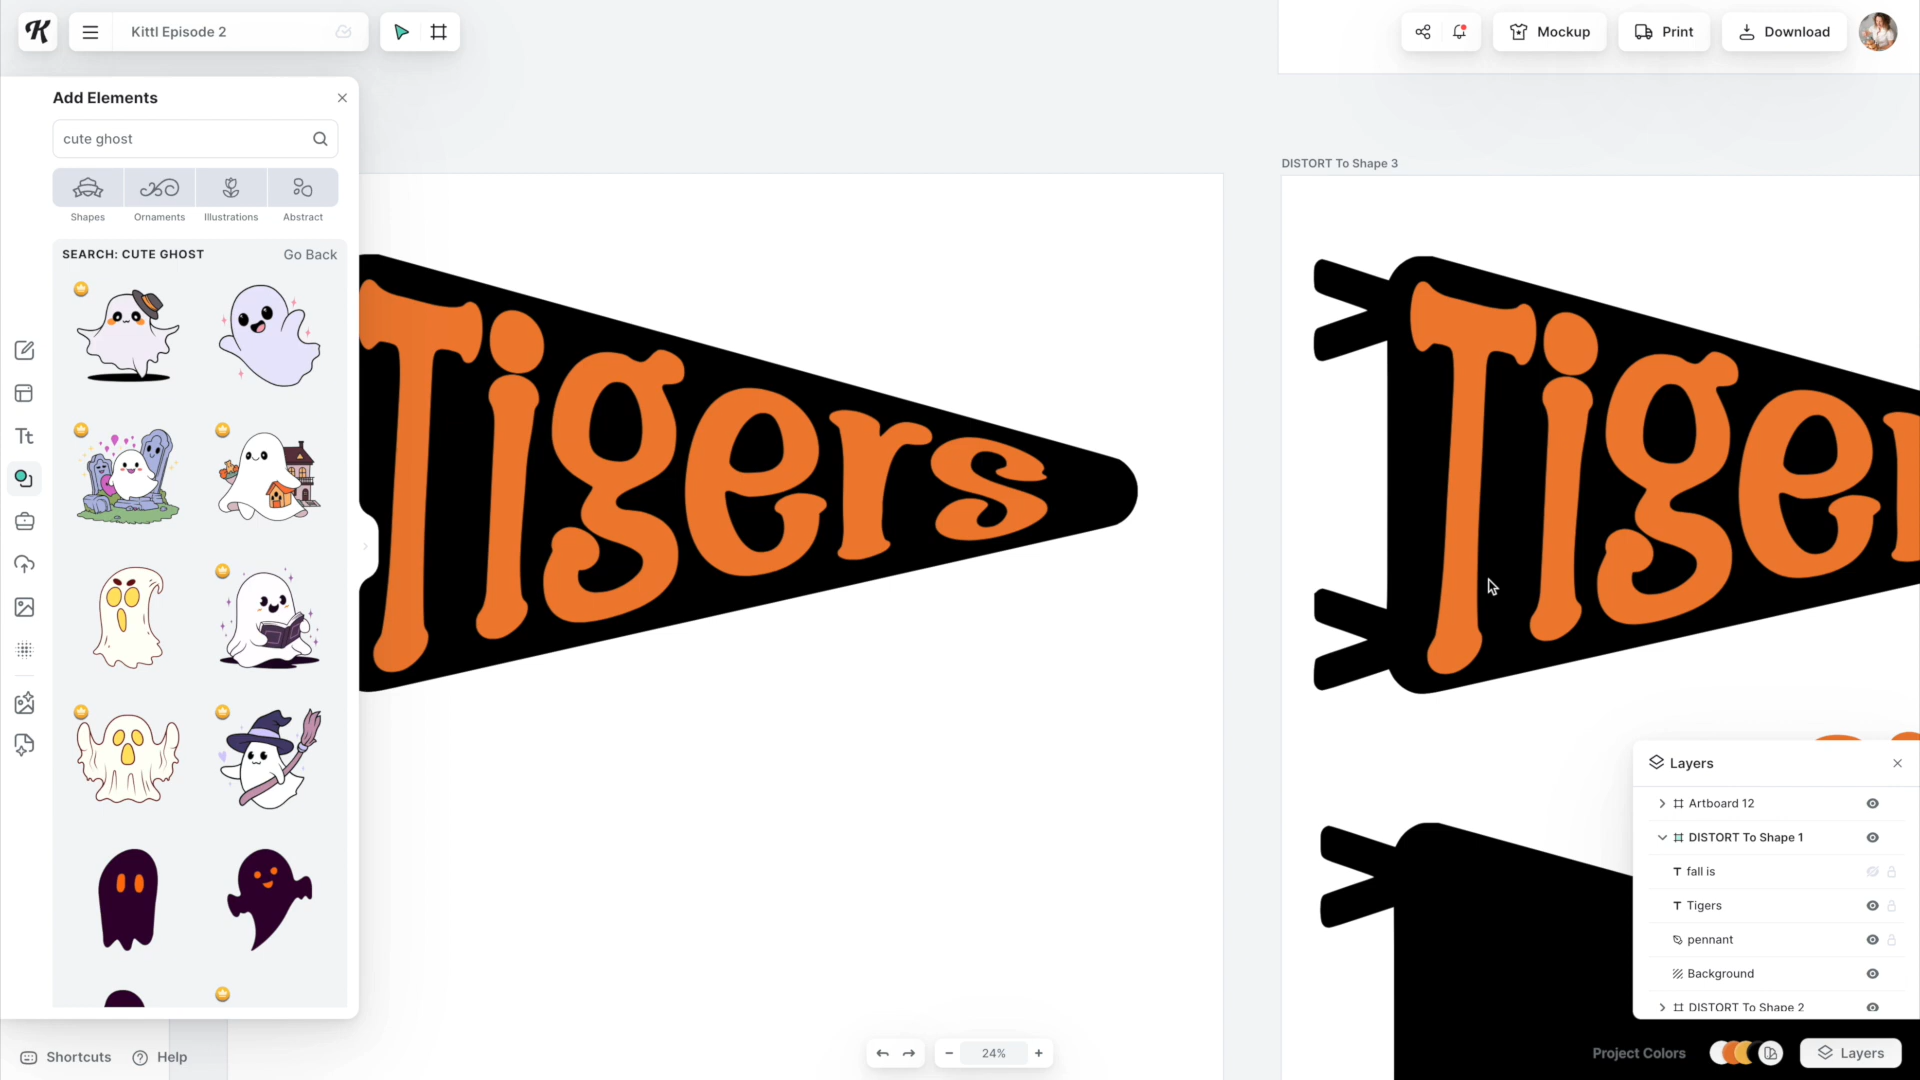 K
Kittl Episode 2
Mockup
Print
Download
Add Elements
cute ghost
Shapes
Ornaments
Illustrations
Abstract
SEARCH: CUTE GHOST
Go Back
Tt
Shortcuts
Help
Tigers
DISTORT To Shape 3
Tiger
24%
Layers
Artboard 12
DISTORT To Shape 1
T fall is
T Tigers
pennant
Background
DISTORT To Shape 2
Project Colors
Layers